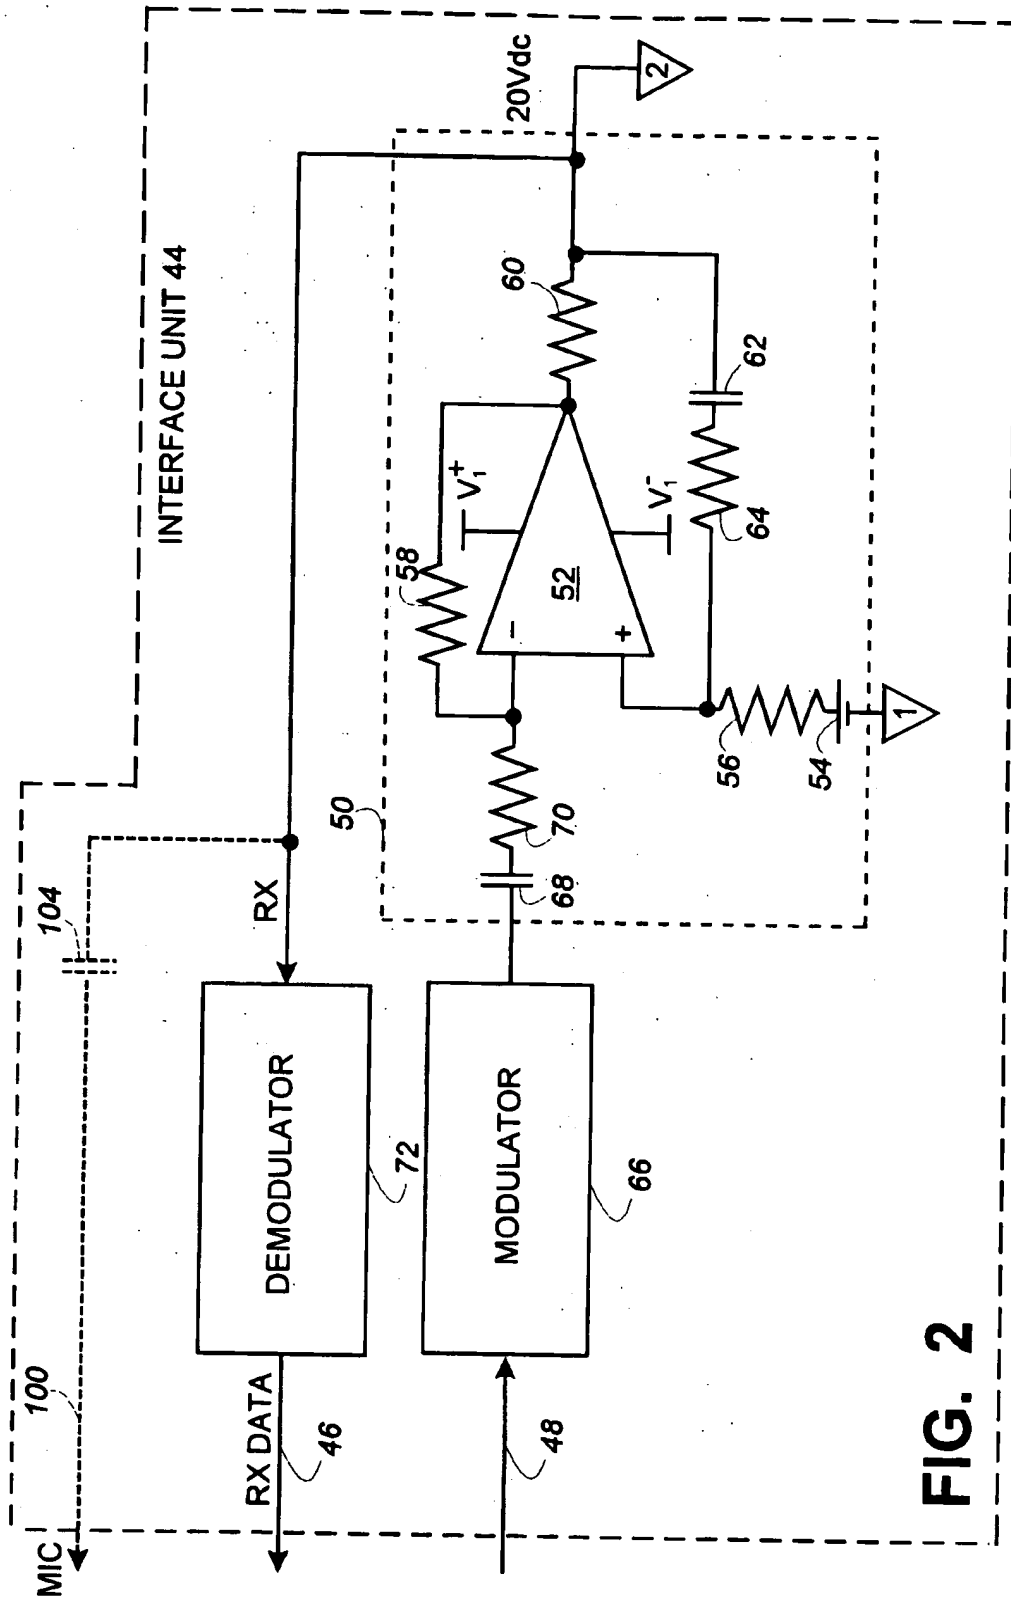 INTERFACE UNIT 44
MIC
100
104
RX DATA
46
DEMODULATOR
72
RX
48
MODULATOR
66
50
68
70
58
V1+
52
−
+
V1-
60
20Vdc
2
56
54
1
64
62
FIG. 2